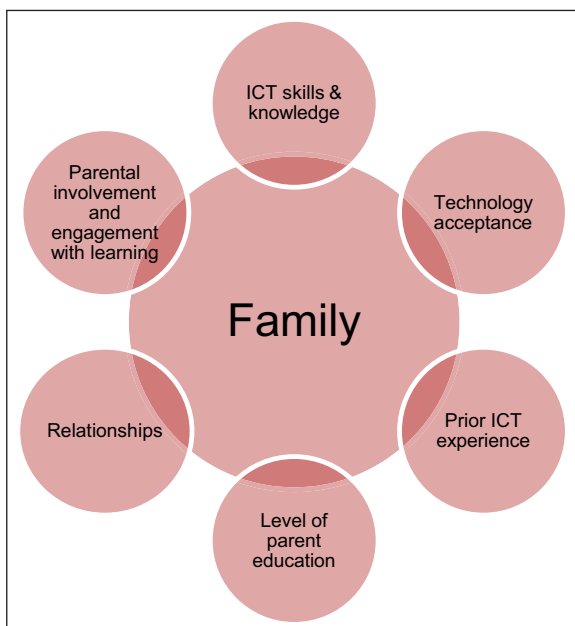 ICT skills &
knowledge
Parental
involvement
and
engagement
with learning
Technology
acceptance
Family
Relationships
Prior ICT
experience
Level of
parent
education